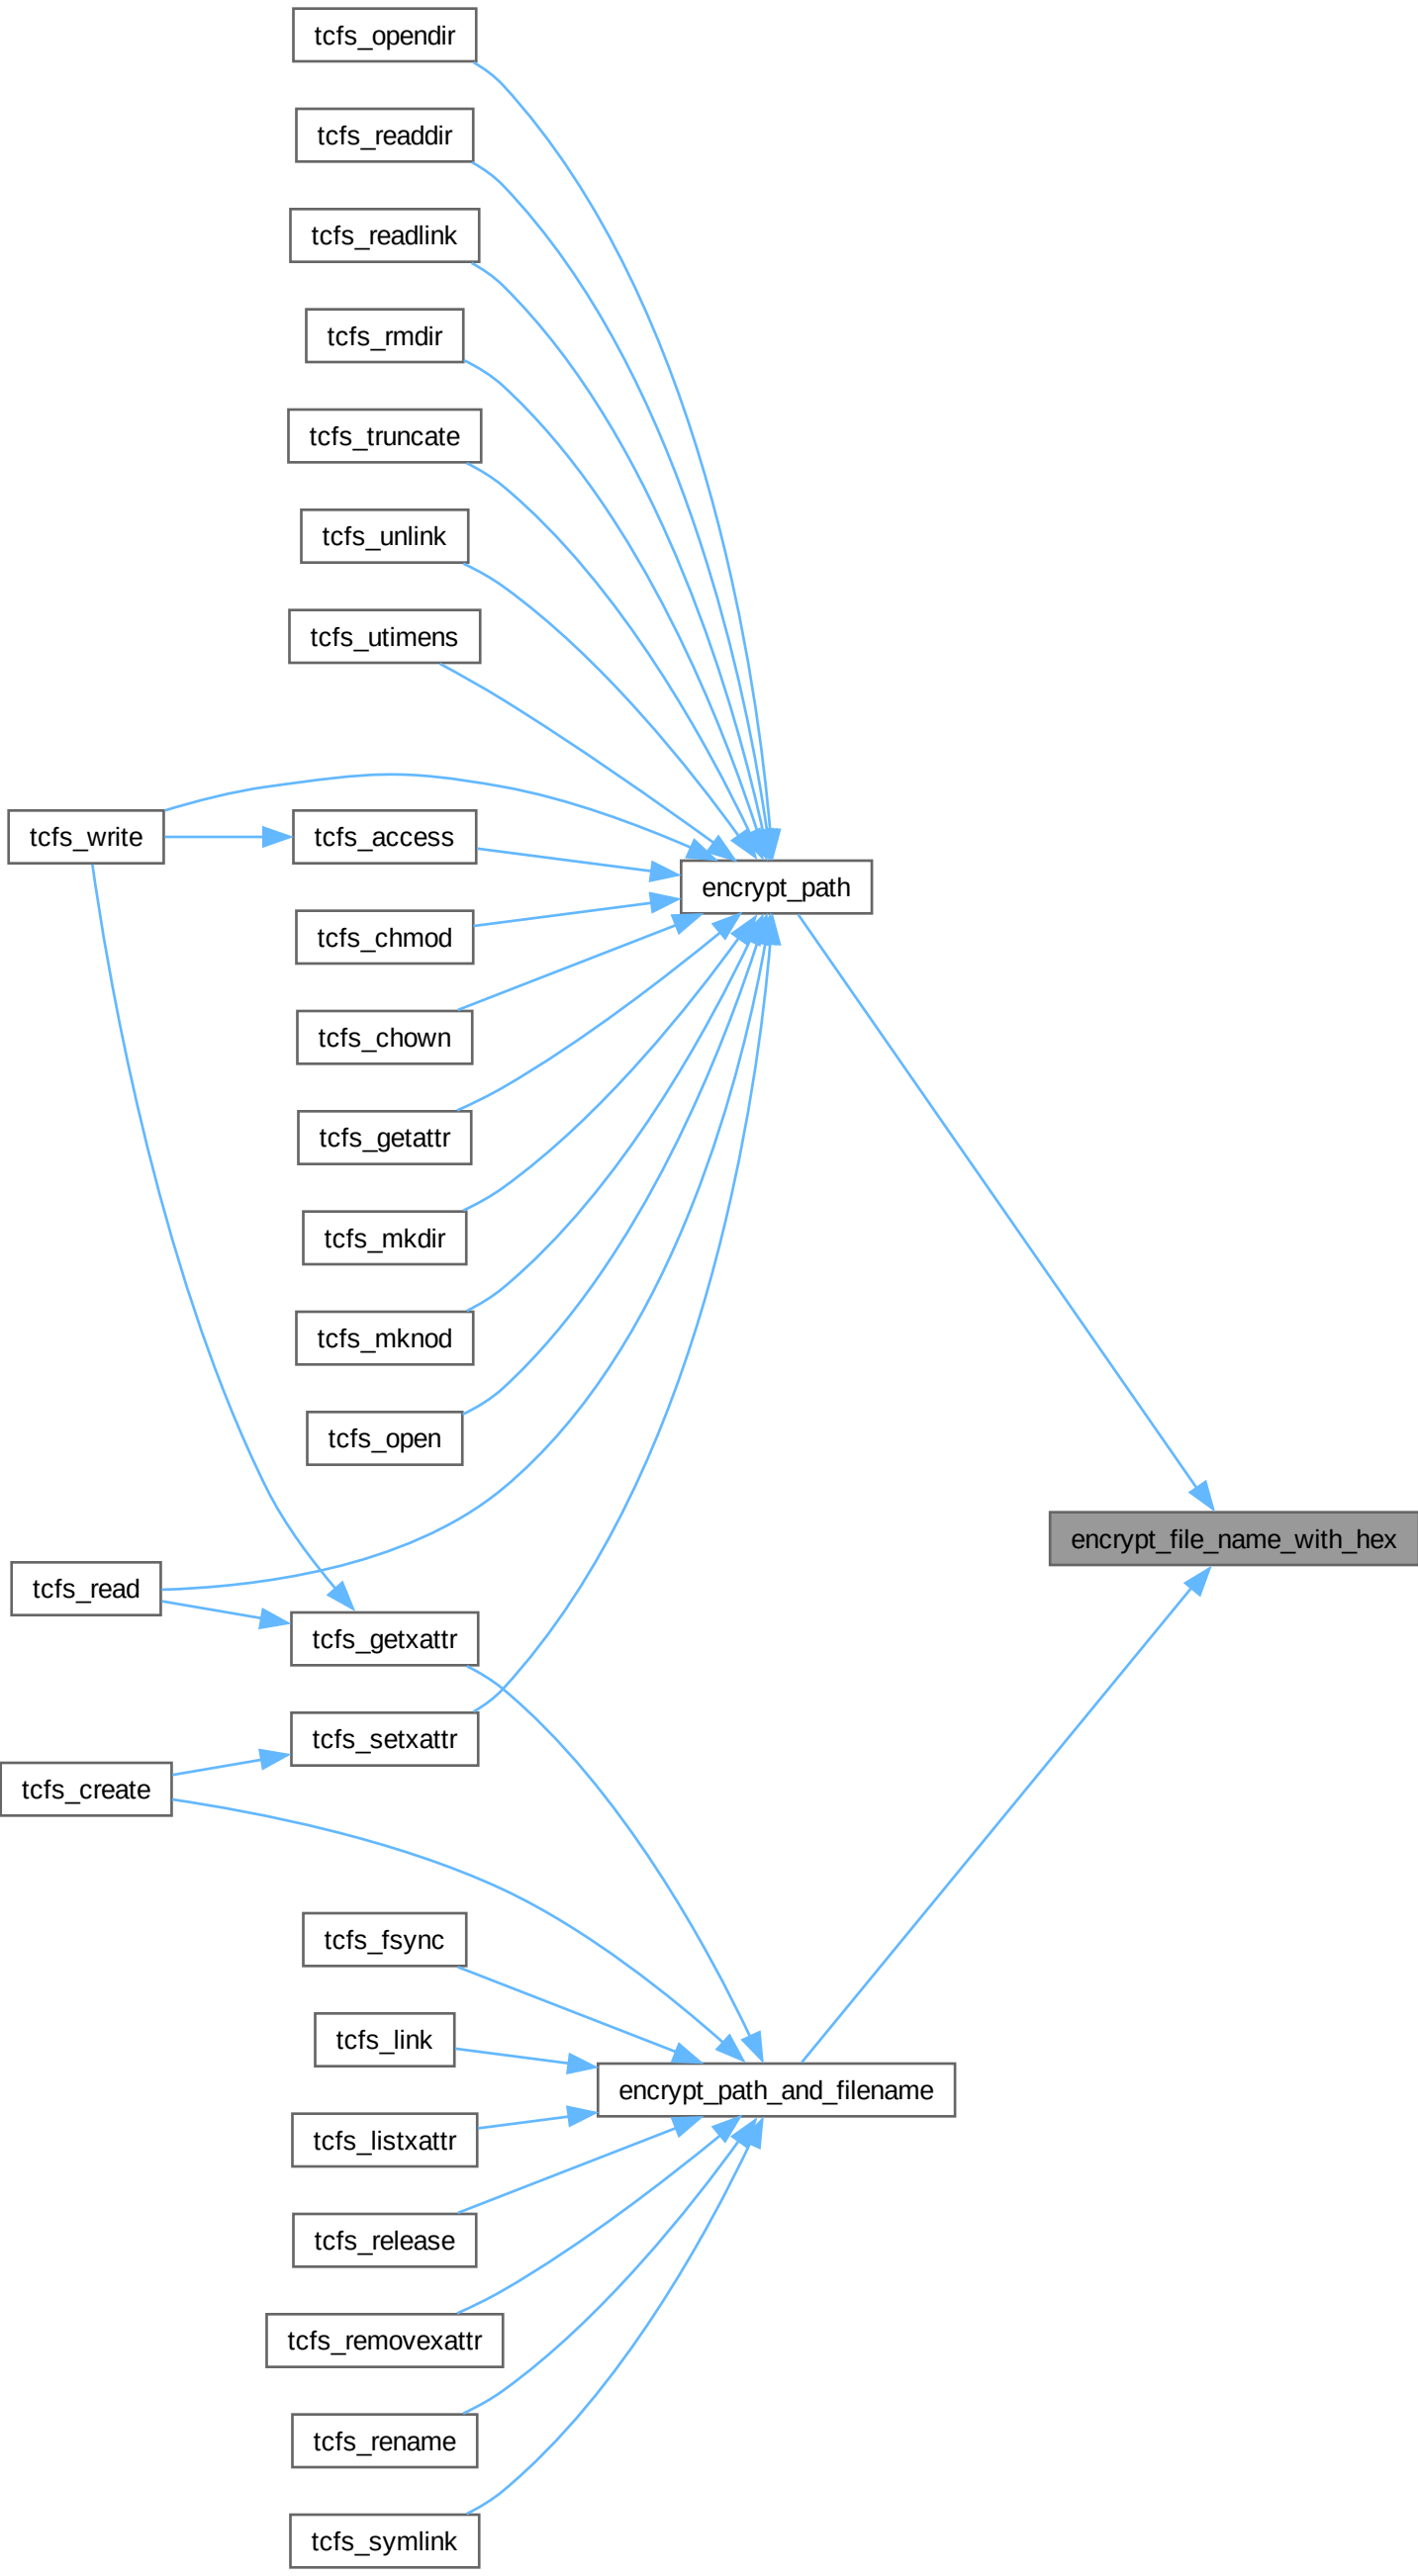 tcfs_opendir
tcfs_readdir
tcfs_readlink
tcfs_rmdir
tcfs_truncate
tcfs_unlink
tcfs_utimens
tcfs_write
tcfs_access
encrypt_path
tcfs_chmod
tcfs_chown
tcfs_getattr
tcfs_mkdir
tcfs_mknod
tcfs_open
encrypt_file_name_with_hex
tcfs_read
tcfs_getxattr
tcfs_setxattr
tcfs_create
tcfs_fsync
tcfs_link
encrypt_path_and_filename
tcfs_listxattr
tcfs_release
tcfs_removexattr
tcfs_rename
tcfs_symlink